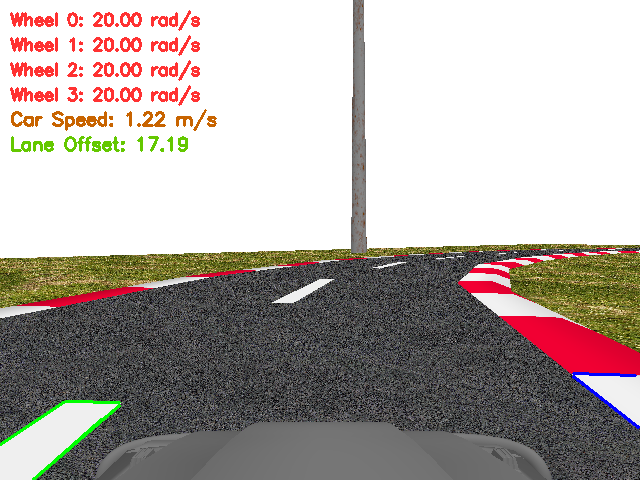 Wheel 0: 20.00 rad/s
Wheel 1: 20.00 rad/s
Wheel 2: 20.00 rad/s
Wheel 3: 20.00 rad/s
Car Speed: 1.22 m/s
Lane Offset: 17.19